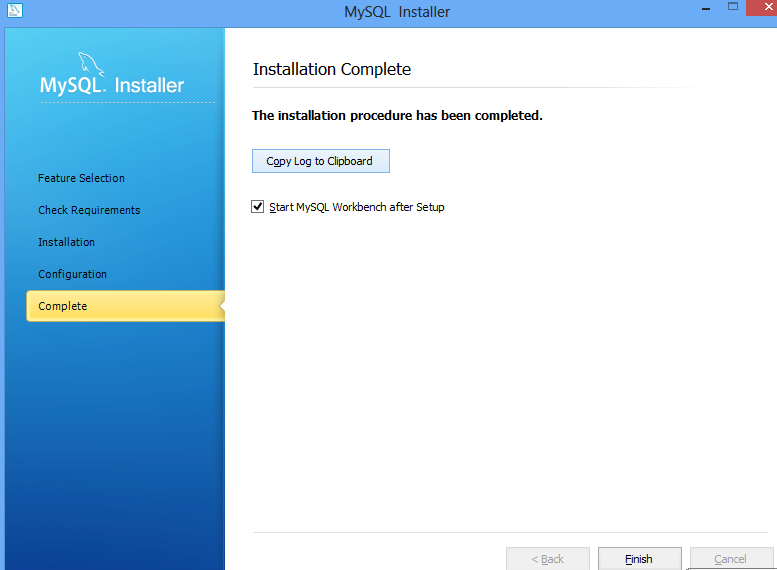 MySQL Installer
MySQL. Installer
Feature Selection
Check Requirements
Installation
Configuration
Complete
Installation Complete
The installation procedure has been completed.
Copy Log to Clipboard
Start MySQL Workbench after Setup
< Back
Finish
Cancel